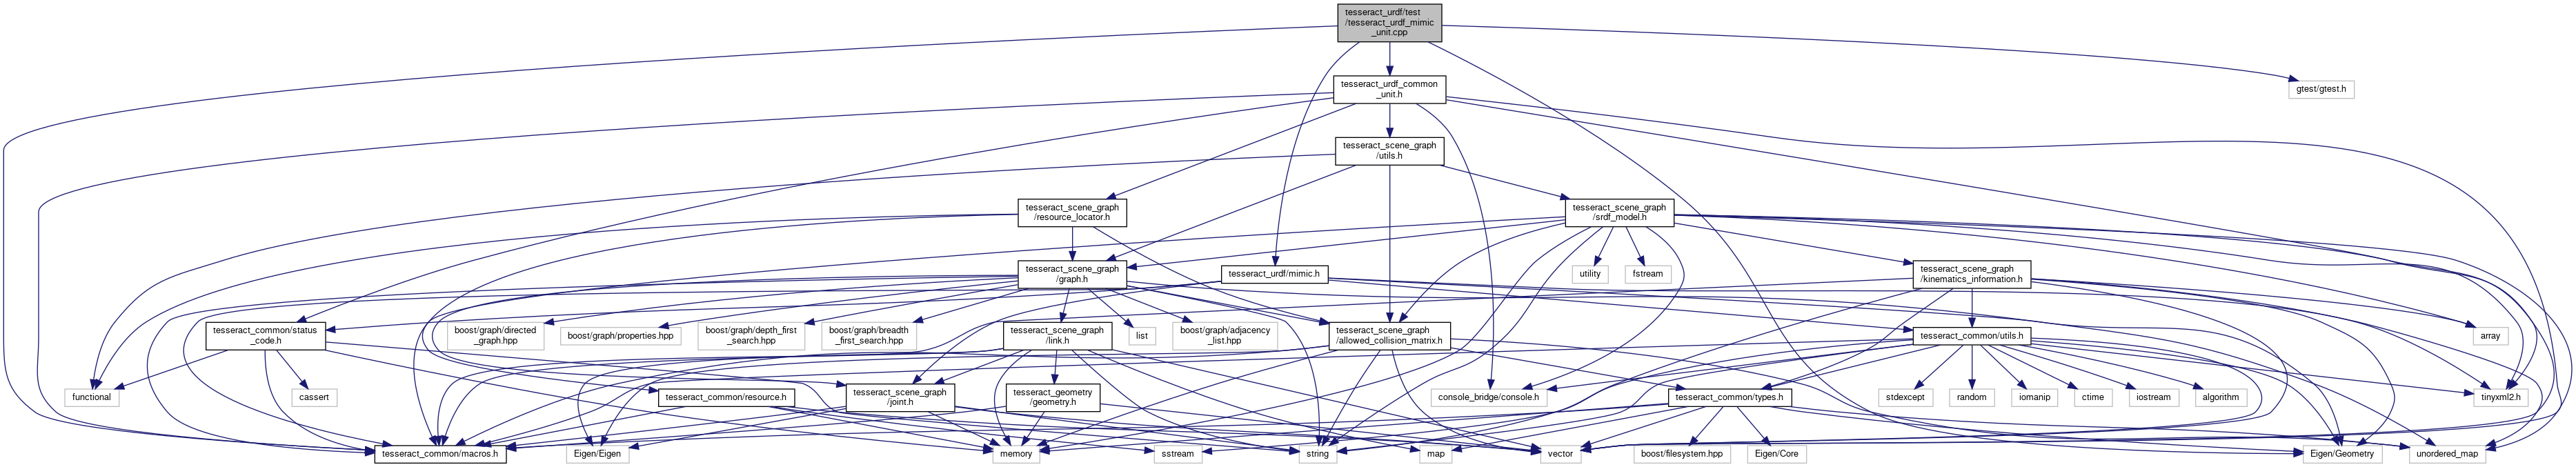 tesseract_urdf/test
/tesseract_urdf_mimic
_unit.cpp
tesseract_urdf_common
_unit.h
gtest/gtest.h
tesseract_scene_graph
/utils.h
tesseract_scene_graph
/resource_locator.h
tesseract_scene_graph
/srdf_model.h
tesseract_scene_graph
/graph.h
tesseract_urdf/mimic.h
utility
fstream
tesseract_scene_graph
/kinematics_information.h
tesseract_common/status
_code.h
boost/graph/directed
_graph.hpp
boost/graph/properties.hpp
boost/graph/depth_first
_search.hpp
boost/graph/breadth
_first_search.hpp
tesseract_scene_graph
/link.h
list
boost/graph/adjacency
_list.hpp
tesseract_scene_graph
/allowed_collision_matrix.h
tesseract_common/utils.h
array
functional
cassert
tesseract_common/resource.h
tesseract_scene_graph
/joint.h
tesseract_geometry
/geometry.h
console_bridge/console.h
tesseract_common/types.h
stdexcept
random
iomanip
ctime
iostream
algorithm
tinyxml2.h
tesseract_common/macros.h
Eigen/Eigen
memory
sstream
string
map
vector
boost/filesystem.hpp
Eigen/Core
Eigen/Geometry
unordered_map